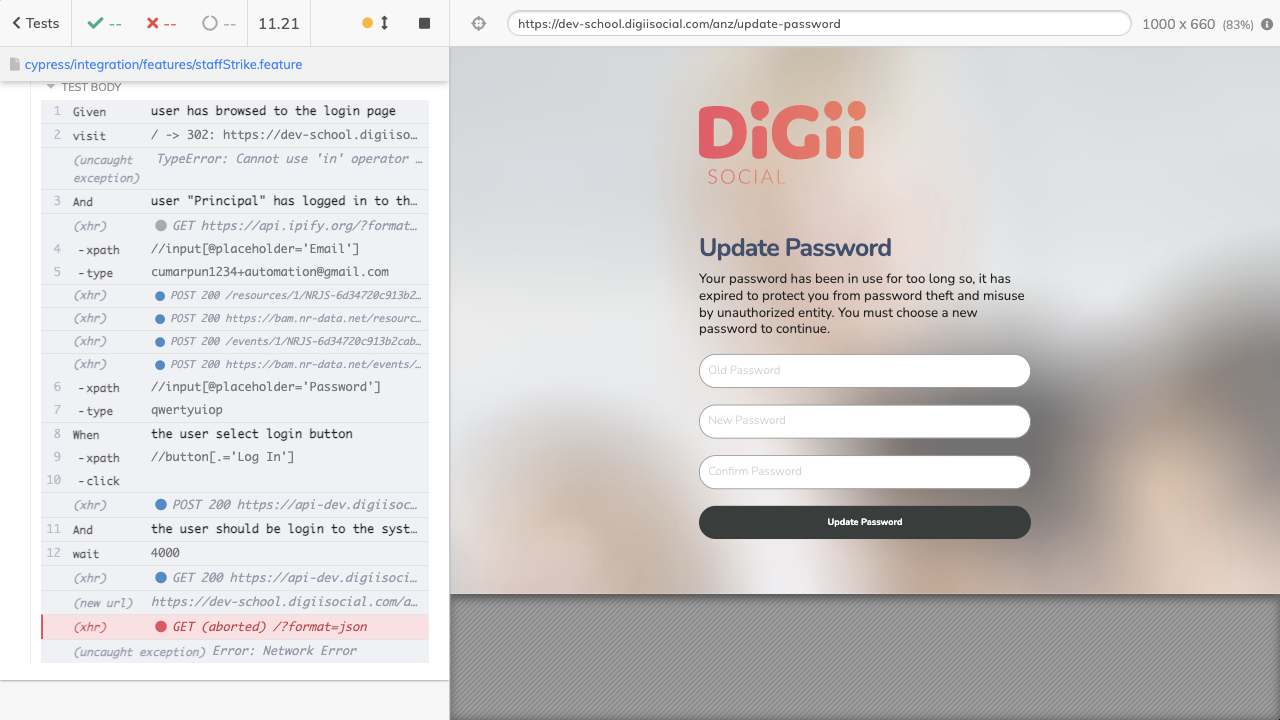 Tests
--
--
--
11.21
cypress/integration/features/staffStrike.feature
TEST BODY
1 Given user has browsed to the login page
2 visit / -> 302: https://dev-school.digiiso…
(uncaught exception) TypeError: Cannot use 'in' operator …
3 And user "Principal" has logged in to th…
(xhr) GET https://api.ipify.org/?format…
4 -xpath //input[@placeholder='Email']
5 -type cumarpun1234+automation@gmail.com
(xhr) POST 200 /resources/1/NRJS-6d34720c913b2…
(xhr) POST 200 https://bam.nr-data.net/resourc…
(xhr) POST 200 /events/1/NRJS-6d34720c913b2cab…
(xhr) POST 200 https://bam.nr-data.net/events/…
6 -xpath //input[@placeholder='Password']
7 -type qwertyuiop
8 When the user select login button
9 -xpath //button[.='Log In']
10 -click
(xhr) POST 200 https://api-dev.digiisoc…
11 And the user should be login to the syst…
12 wait 4000
(xhr) GET 200 https://api-dev.digiisoci…
(new url) https://dev-school.digiisocial.com/a…
(xhr) GET (aborted) /?format=json
(uncaught exception) Error: Network Error
https://dev-school.digiisocial.com/anz/update-password
1000 x 660 (83%)
DiGii
SOCIAL
Update Password
Your password has been in use for too long so, it has
expired to protect you from password theft and misuse
by unauthorized entity. You must choose a new
password to continue.
Old Password
New Password
Confirm Password
Update Password